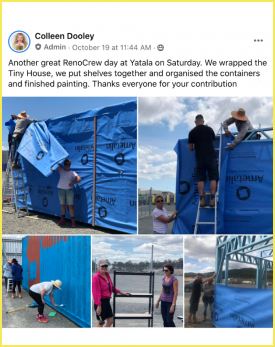 Colleen Dooley
Admin · October 19 at 11:44 AM ·
Another great RenoCrew day at Yatala on Saturday. We wrapped the
Tiny House, we put shelves together and organised the containers
and finished painting. Thanks everyone for your contribution
Ametalin
Ametalin